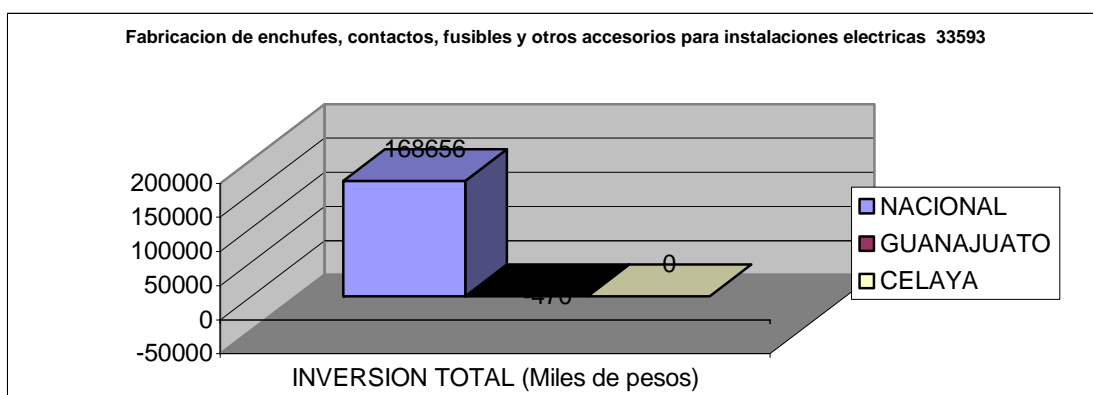 Fabricacion de enchufes, contactos, fusibles y otros accesorios para instalaciones electricas 33593
168656
0
-470
200000
150000
100000
50000
0
-50000
NACIONAL
GUANAJUATO
CELAYA
INVERSION TOTAL (Miles de pesos)